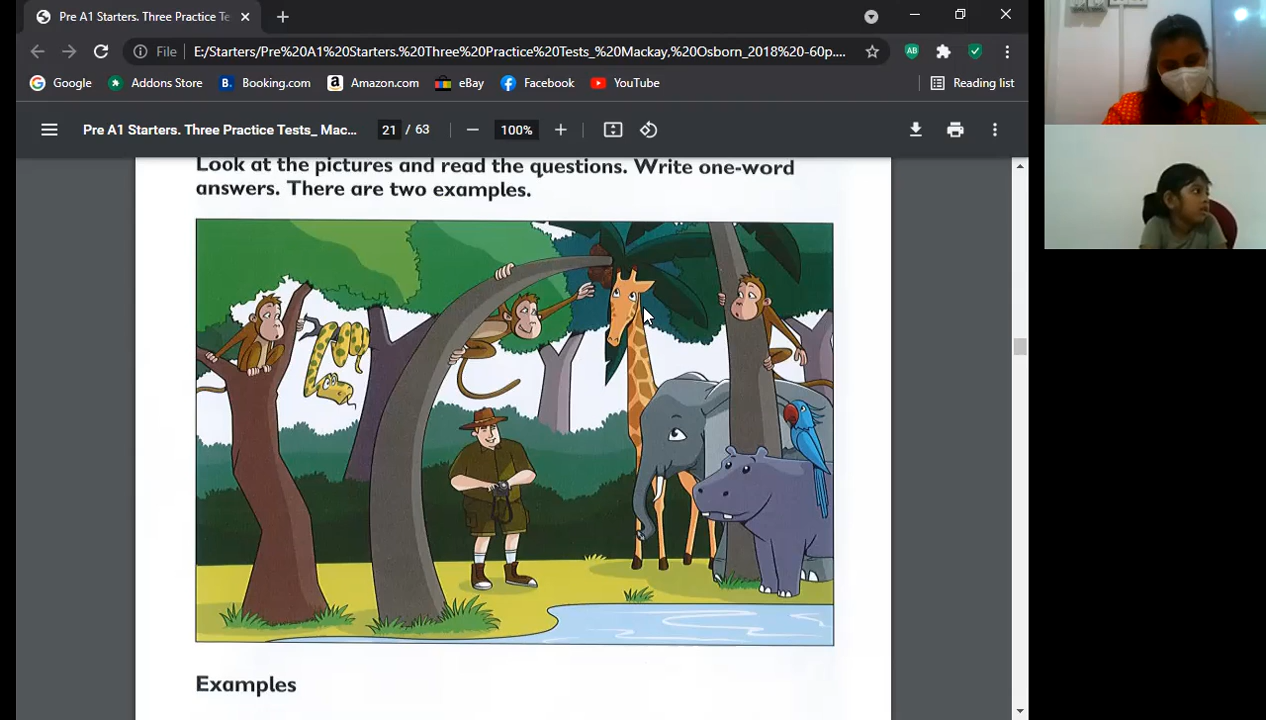 Pre A1 Starters. Three Practice Te
File
E:/Starters/Pre%20A1%20Starters.%20Three%20Practice%20Tests_%20Mackay,%20Osborn_2018%20-60p....
AB
Google
Addons Store
B. Booking.com
a Amazon.com
eBay
Facebook
YouTube
Reading list
Pre A1 Starters. Three Practice Tests_ Mac...
21 / 63
100%
Look at the pictures and read the questions. Write one-word
answers. There are two examples.
Examples